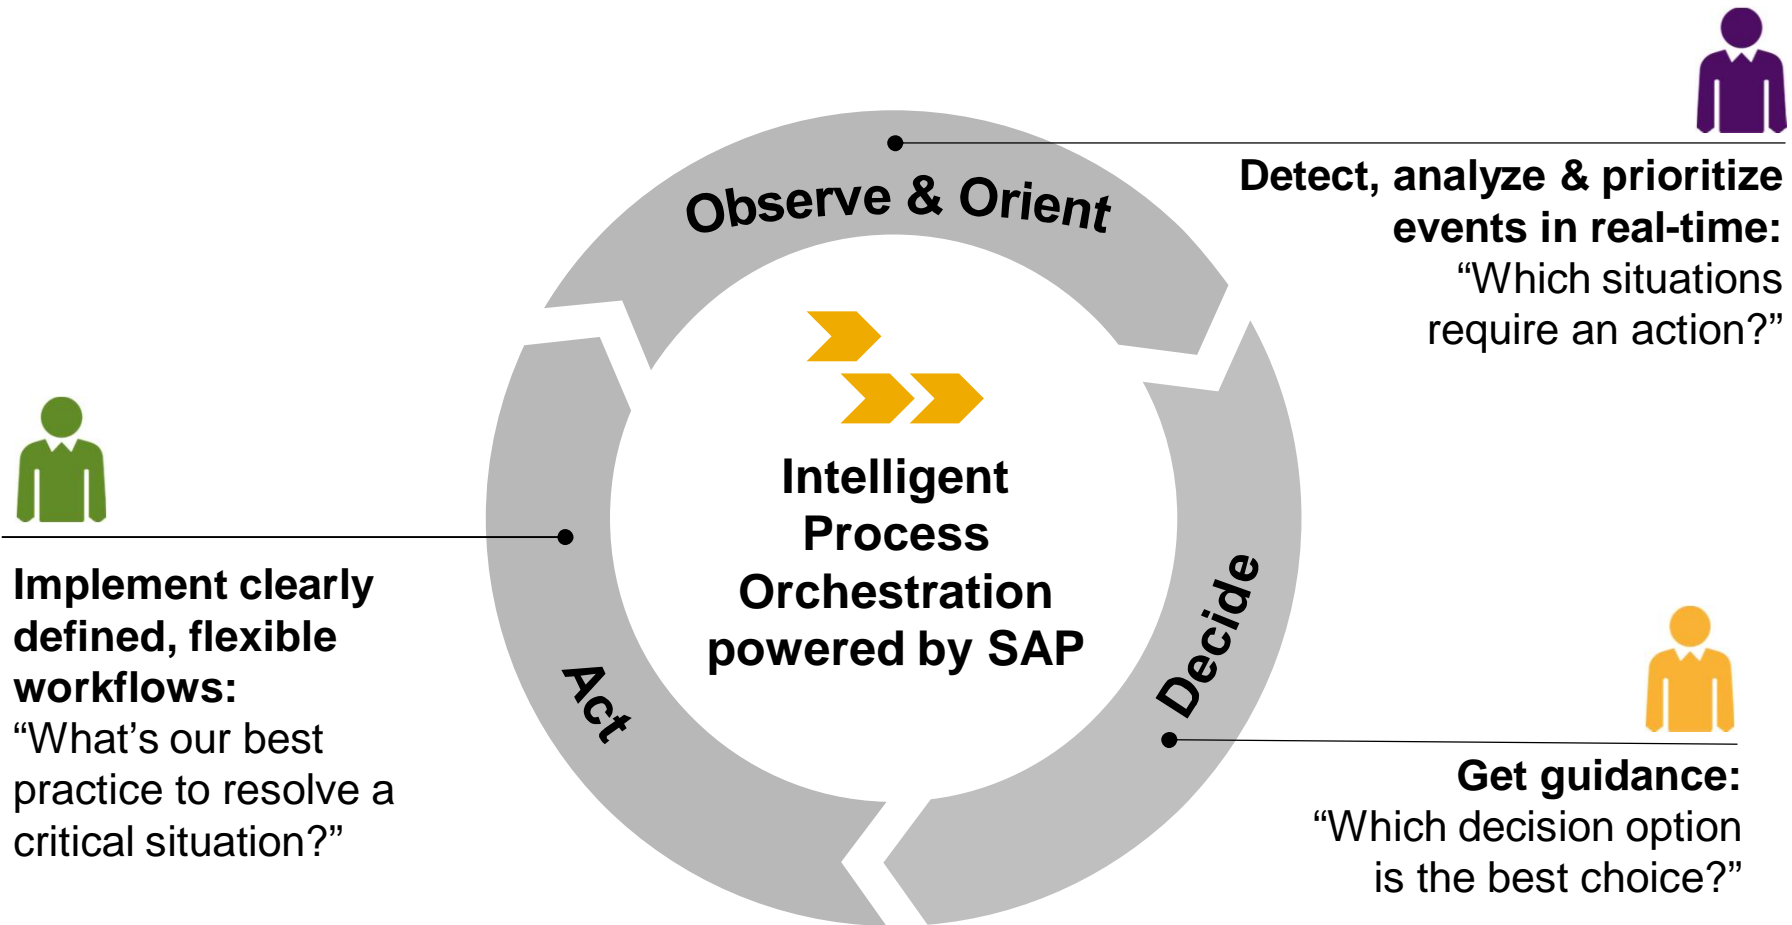 Observe & Orient
Detect, analyze & prioritize
events in real-time:
“Which situations
require an action?”
Intelligent
Process
Orchestration
powered by SAP
Decide
Get guidance:
“Which decision option
is the best choice?”
Act
Implement clearly
defined, flexible
workflows:
“What’s our best
practice to resolve a
critical situation?”